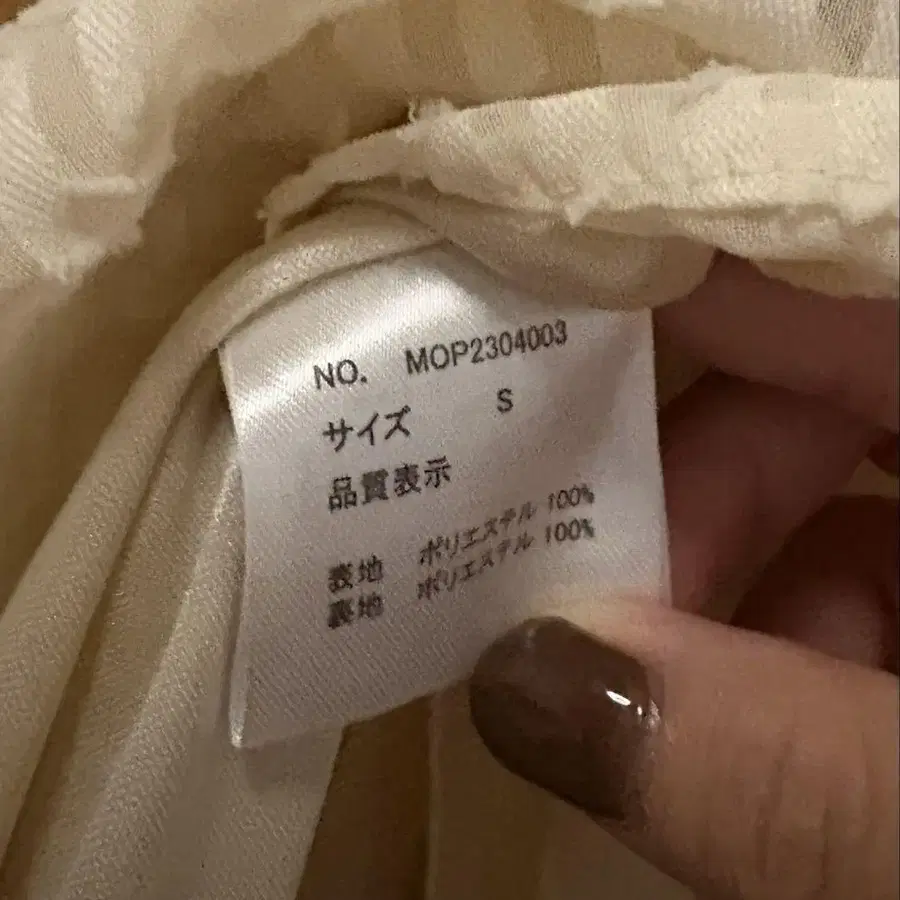 NO. MOP2304003
サイズ S
品質表示
表地 ポリエステル 100%
裏地 ポリエステル 100%